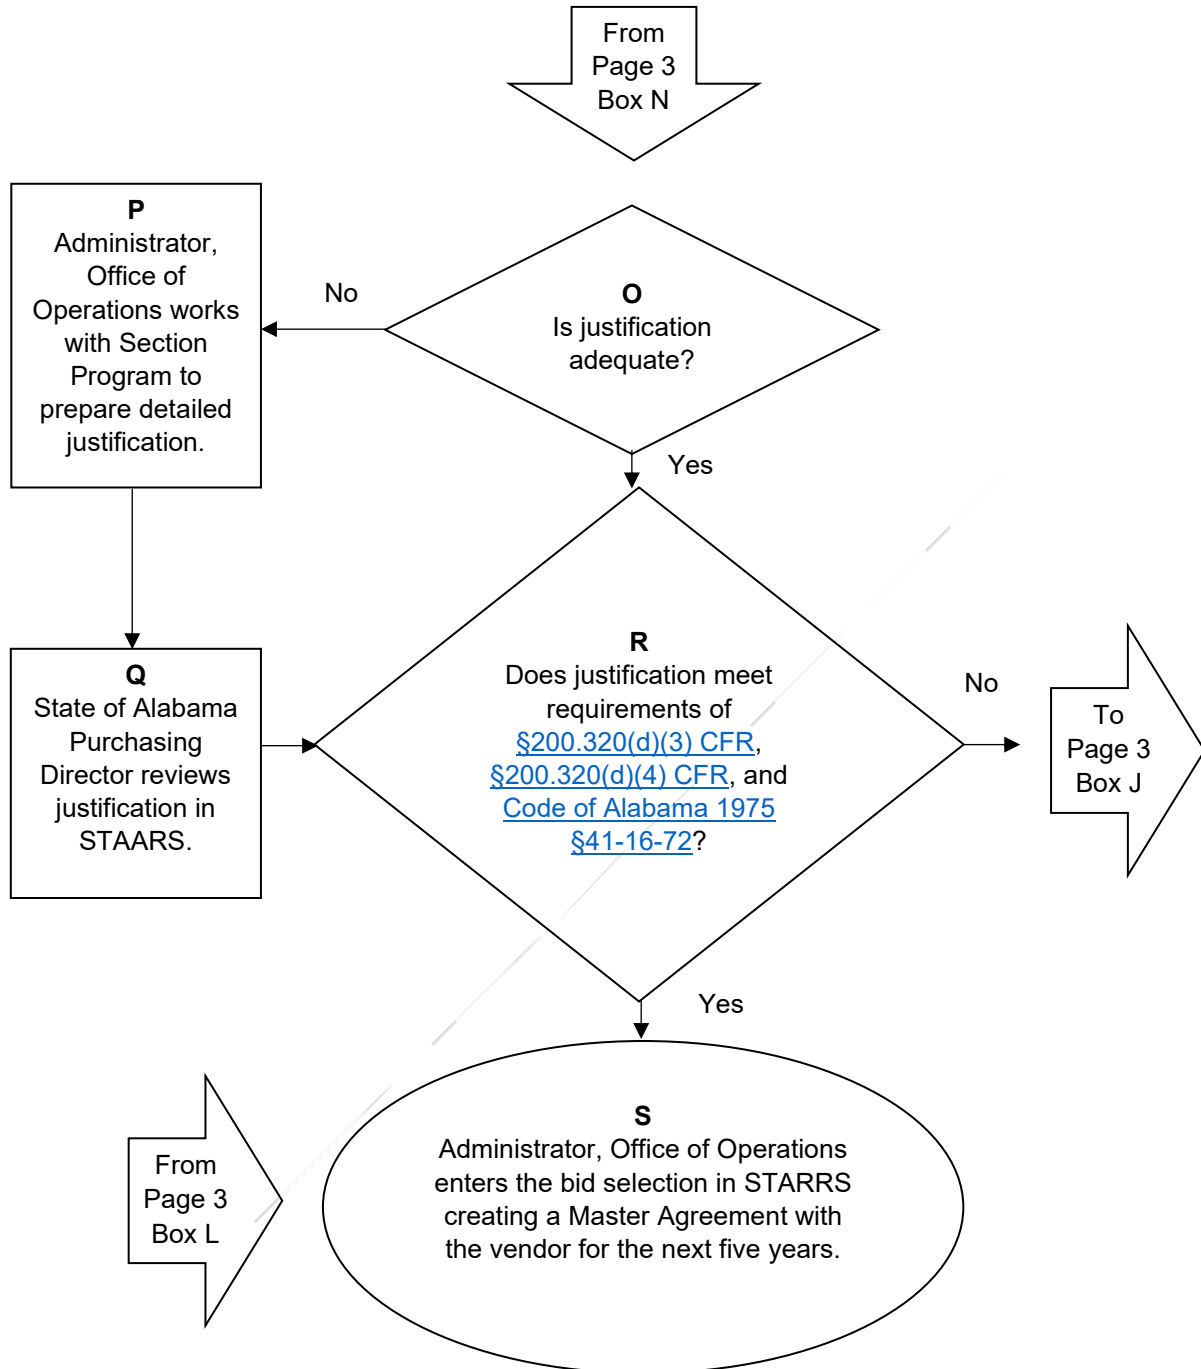 From
Page 3
Box N
P
Administrator,
Office of
Operations works
with Section
Program to
prepare detailed
justification.
No
O
Is justification
adequate?
Yes
Q
State of Alabama
Purchasing
Director reviews
justification in
STAARS.
R
Does justification meet
requirements of
§200.320(d)(3) CFR,
§200.320(d)(4) CFR, and
Code of Alabama 1975
§41-16-72?
No
To
Page 3
Box J
Yes
From
Page 3
Box L
S
Administrator, Office of Operations
enters the bid selection in STARRS
creating a Master Agreement with
the vendor for the next five years.